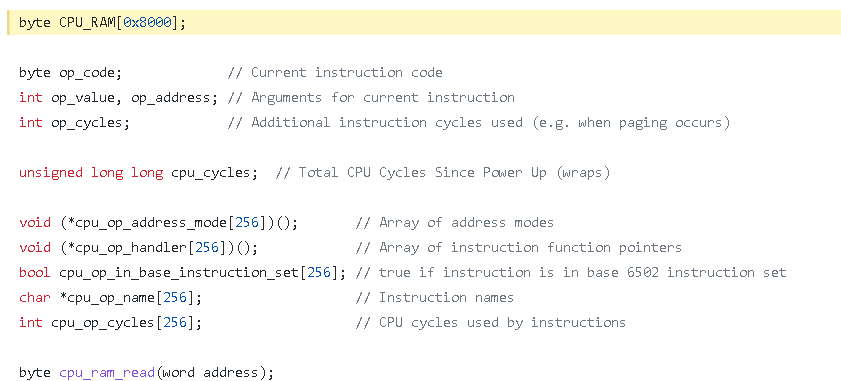 byte CPU_RAM[0x8000];
byte op_code;             // Current instruction code
int op_value, op_address; // Arguments for current instruction
int op_cycles;            // Additional instruction cycles used (e.g. when paging occurs)
unsigned long long cpu_cycles;  // Total CPU Cycles Since Power Up (wraps)
void (*cpu_op_address_mode[256])();       // Array of address modes
void (*cpu_op_handler[256])();            // Array of instruction function pointers
bool cpu_op_in_base_instruction_set[256]; // true if instruction is in base 6502 instruction set
char *cpu_op_name[256];                   // Instruction names
int cpu_op_cycles[256];                   // CPU cycles used by instructions
byte cpu_ram_read(word address);